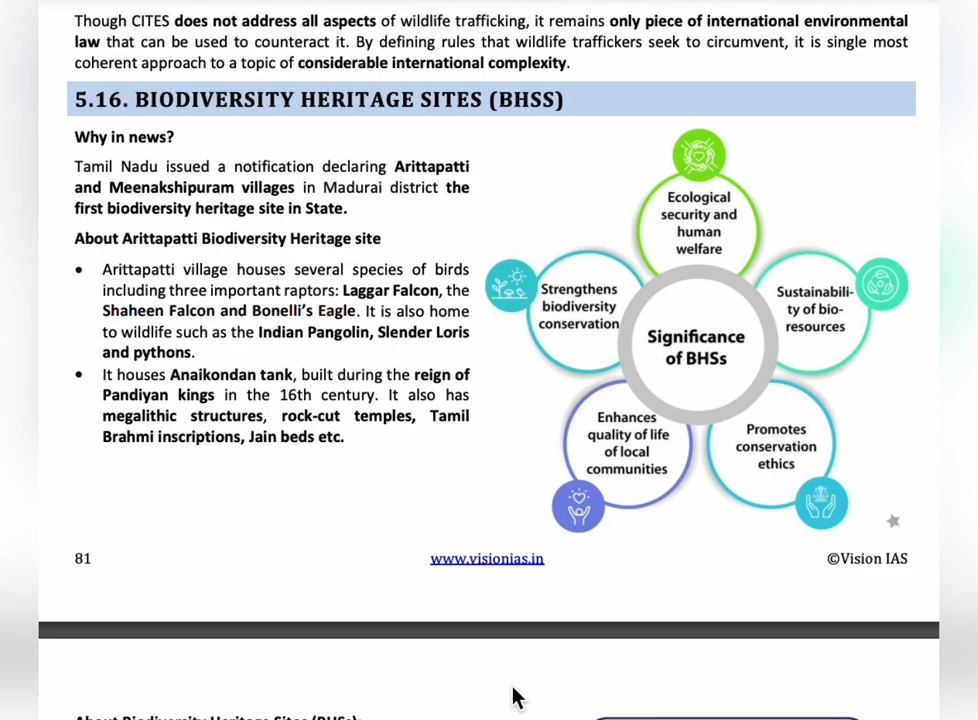 Though CITES does not address all aspects of wildlife trafficking, it remains only piece of international environmental
law that can be used to counteract it. By defining rules that wildlife traffickers seek to circumvent, it is single most
coherent approach to a topic of considerable international complexity.
5.16. BIODIVERSITY HERITAGE SITES (BHSS)
Why in news?
Tamil Nadu issued a notification declaring Arittapatti
and Meenakshipuram villages in Madurai district the
first biodiversity heritage site in State.
About Arittapatti Biodiversity Heritage site
• Arittapatti village houses several species of birds
including three important raptors: Laggar Falcon, the
Shaheen Falcon and Bonelli's Eagle. It is also home
to wildlife such as the Indian Pangolin, Slender Loris
and pythons.
• It houses Anaikondan tank, built during the reign of
Pandiyan kings in the 16th century. It also has
megalithic structures, rock-cut temples, Tamil
Brahmi inscriptions, Jain beds etc.
Ecological
security and
human
welfare
Strengthens
biodiversity
conservation
Sustainabili-
ty of bio-
resources
Significance
of BHSs
Enhances
quality of life
of local
communities
Promotes
conservation
ethics
81
www.visionias.in
©Vision IAS
About Biodiversity Heritage Sites (BHSs):